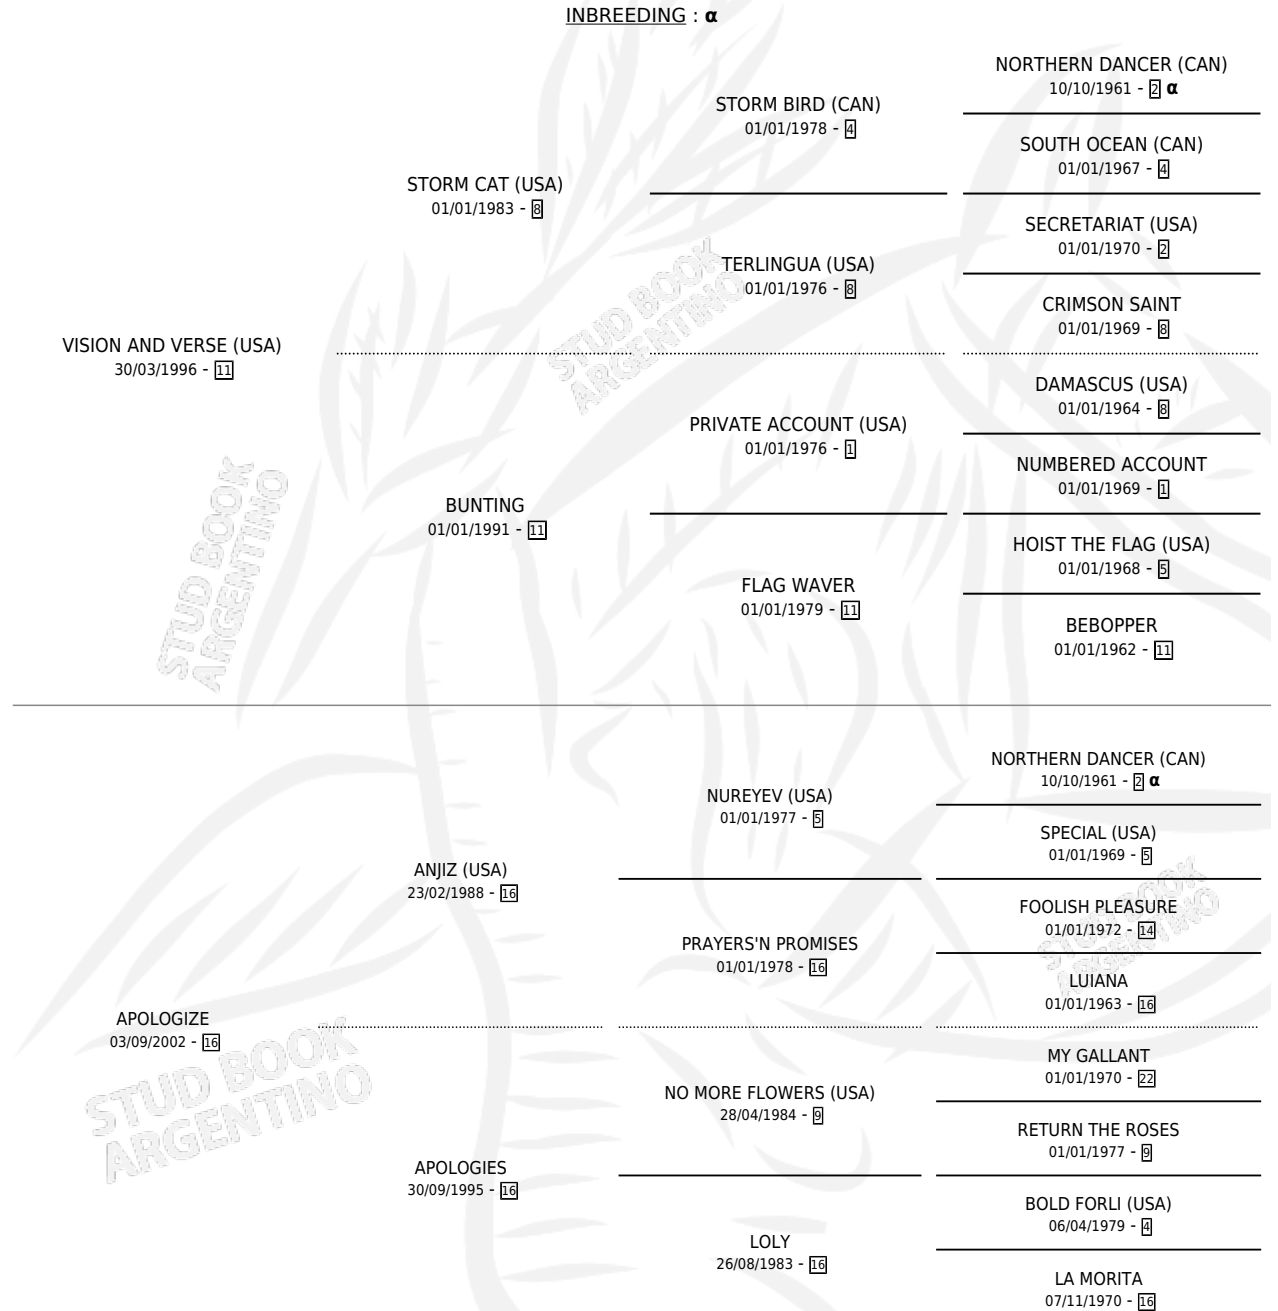 INBREEDING : α
NORTHERN DANCER (CAN)
10/10/1961 - 2 α
STORM BIRD (CAN)
01/01/1978 - 4
SOUTH OCEAN (CAN)
01/01/1967 - 4
STORM CAT (USA)
01/01/1983 - 8
SECRETARIAT (USA)
01/01/1970 - 2
TERLINGUA (USA)
01/01/1976 - 8
CRIMSON SAINT
01/01/1969 - 8
VISION AND VERSE (USA)
30/03/1996 - 11
DAMASCUS (USA)
01/01/1964 - 8
PRIVATE ACCOUNT (USA)
01/01/1976 - 1
NUMBERED ACCOUNT
01/01/1969 - 1
BUNTING
01/01/1991 - 11
HOIST THE FLAG (USA)
01/01/1968 - 5
FLAG WAVER
01/01/1979 - 11
BEBOPPER
01/01/1962 - 11
NORTHERN DANCER (CAN)
10/10/1961 - 2 α
NUREYEV (USA)
01/01/1977 - 5
SPECIAL (USA)
01/01/1969 - 5
ANJIZ (USA)
23/02/1988 - 16
FOOLISH PLEASURE
01/01/1972 - 14
PRAYERS'N PROMISES
01/01/1978 - 16
LUIANA
01/01/1963 - 16
APOLOGIZE
03/09/2002 - 16
MY GALLANT
01/01/1970 - 22
NO MORE FLOWERS (USA)
28/04/1984 - 9
RETURN THE ROSES
01/01/1977 - 9
APOLOGIES
30/09/1995 - 16
BOLD FORLI (USA)
06/04/1979 - 4
LOLY
26/08/1983 - 16
LA MORITA
07/11/1970 - 16
STUD BOOK
ARGENTINO
STUD BOOK
ARGENTINO
STUD BOOK
ARGENTINO
STUD BOOK
ARGENTINO